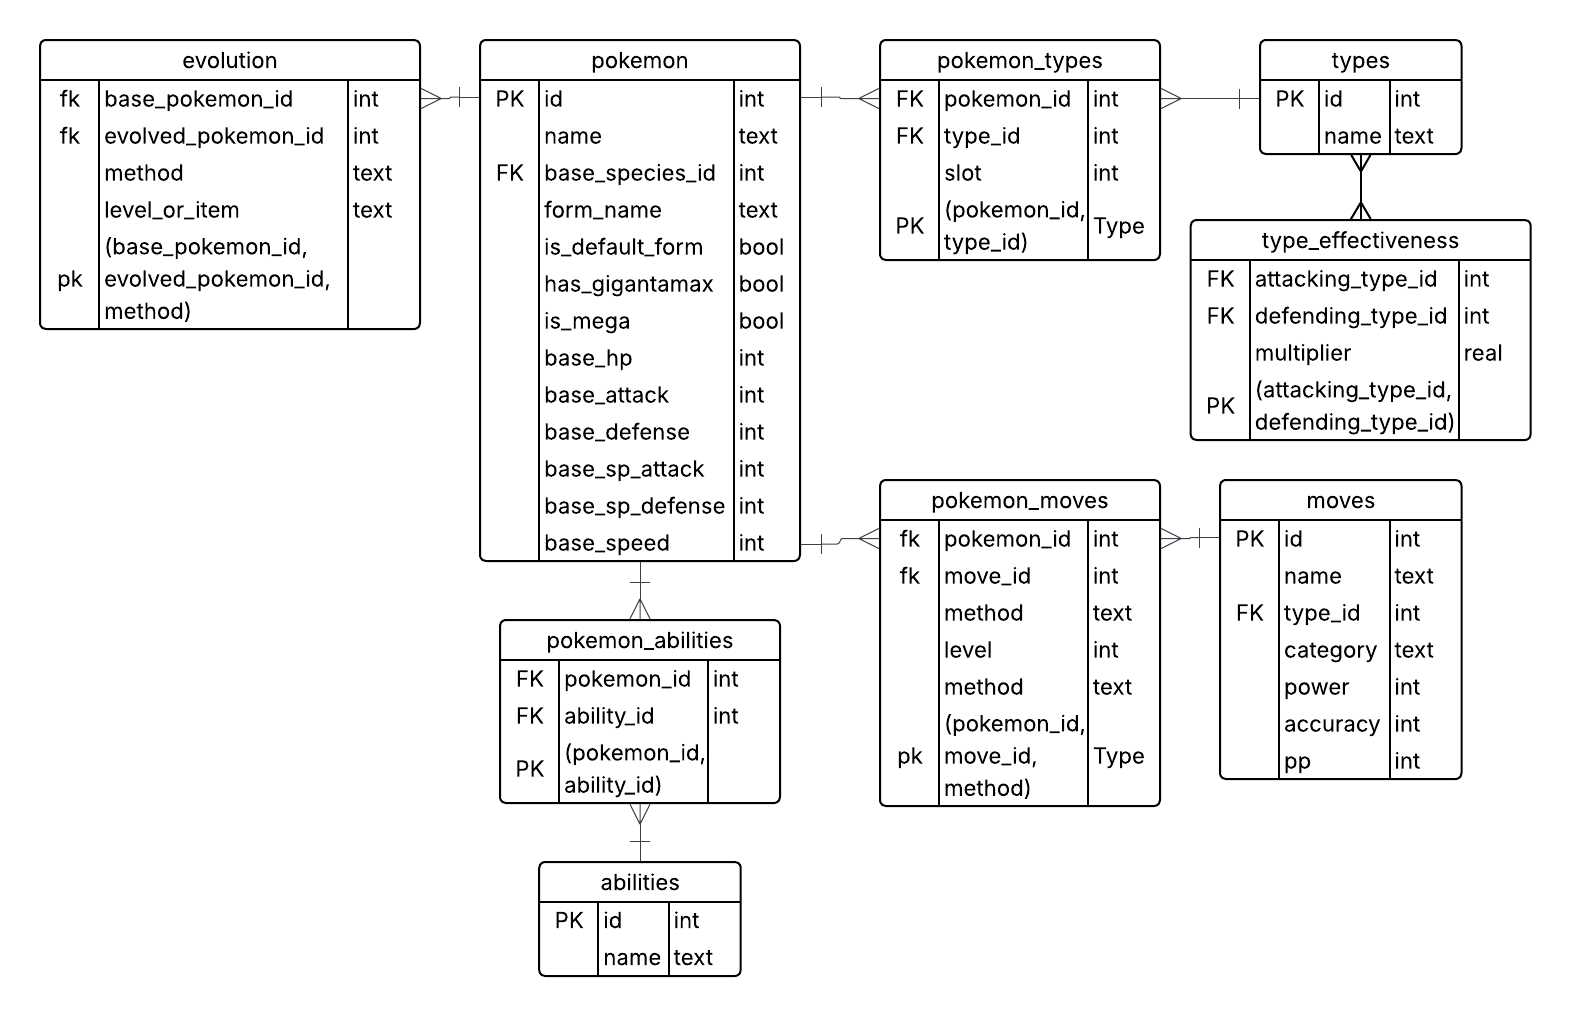 evolution
fk base_pokemon_id int
fk evolved_pokemon_id int
method text
level_or_item text
(base_pokemon_id,
pk evolved_pokemon_id,
method)
pokemon
PK id int
name text
FK base_species_id int
form_name text
is_default_form bool
has_gigantamax bool
is_mega bool
base_hp int
base_attack int
base_defense int
base_sp_attack int
base_sp_defense int
base_speed int
pokemon_types
FK pokemon_id int
FK type_id int
slot int
(pokemon_id,
PK type_id) Type
types
PK id int
name text
type_effectiveness
FK attacking_type_id int
FK defending_type_id int
multiplier real
(attacking_type_id,
PK defending_type_id)
pokemon_moves
fk pokemon_id int
fk move_id int
method text
level int
method text
(pokemon_id,
pk move_id, Type
method)
moves
PK id int
name text
FK type_id int
category text
power int
accuracy int
pp int
pokemon_abilities
FK pokemon_id int
FK ability_id int
(pokemon_id,
PK ability_id)
abilities
PK id int
name text